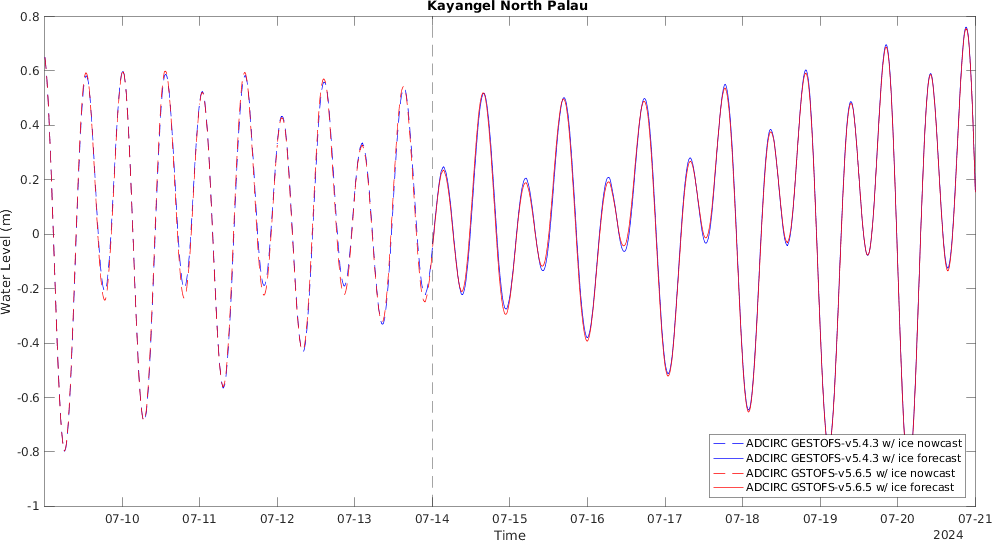 Kayangel North Palau
0.8
0.6
0.4
0.2
0
-0.2
-0.4
-0.6
-0.8
-1
Water Level (m)
07-10 07-11 07-12 07-13 07-14 07-15 07-16 07-17 07-18 07-19 07-20 07-21
Time
2024
ADCIRC GESTOFS-v5.4.3 w/ ice nowcast
ADCIRC GESTOFS-v5.4.3 w/ ice forecast
ADCIRC GSTOFS-v5.6.5 w/ ice nowcast
ADCIRC GSTOFS-v5.6.5 w/ ice forecast